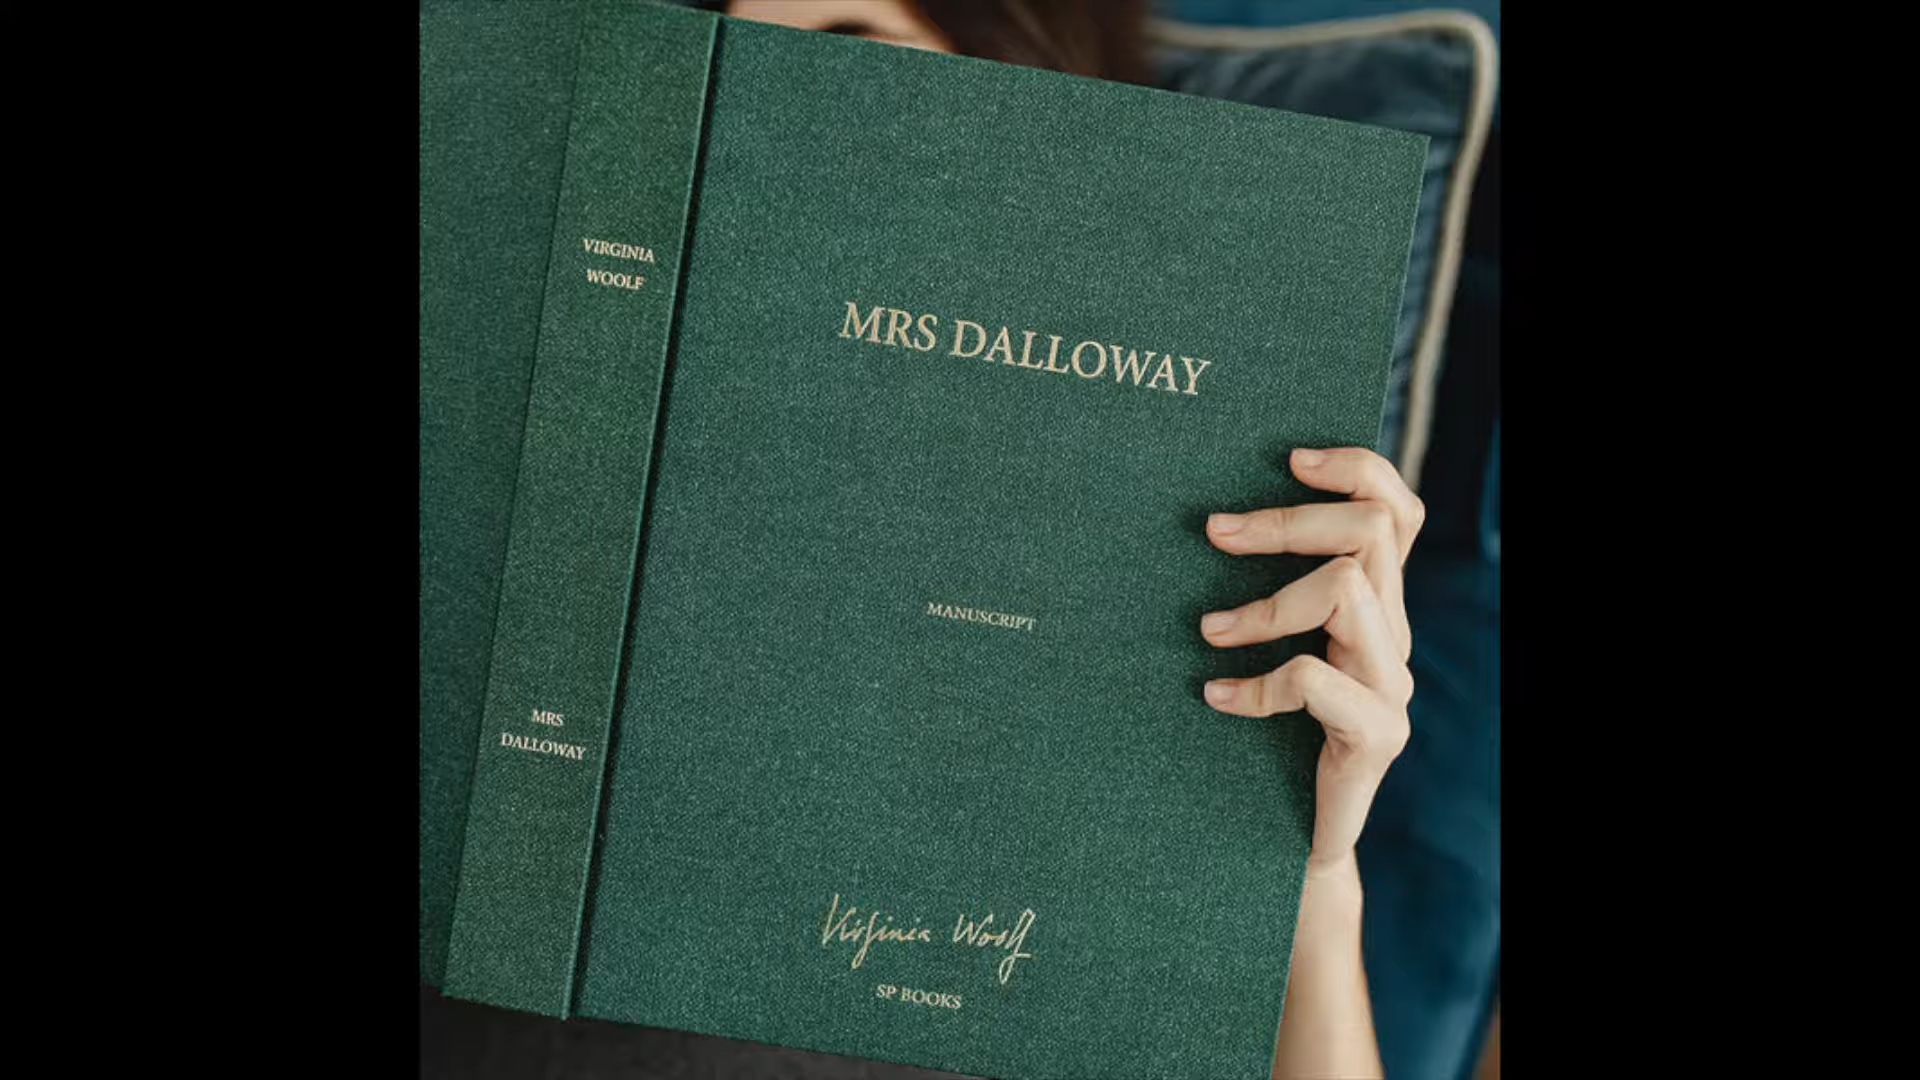 VIRGINIA
WOOLF
MRS
DALLOWAY
MRS DALLOWAY
MANUSCRIPT
Virginia Woolf
SP BOOKS